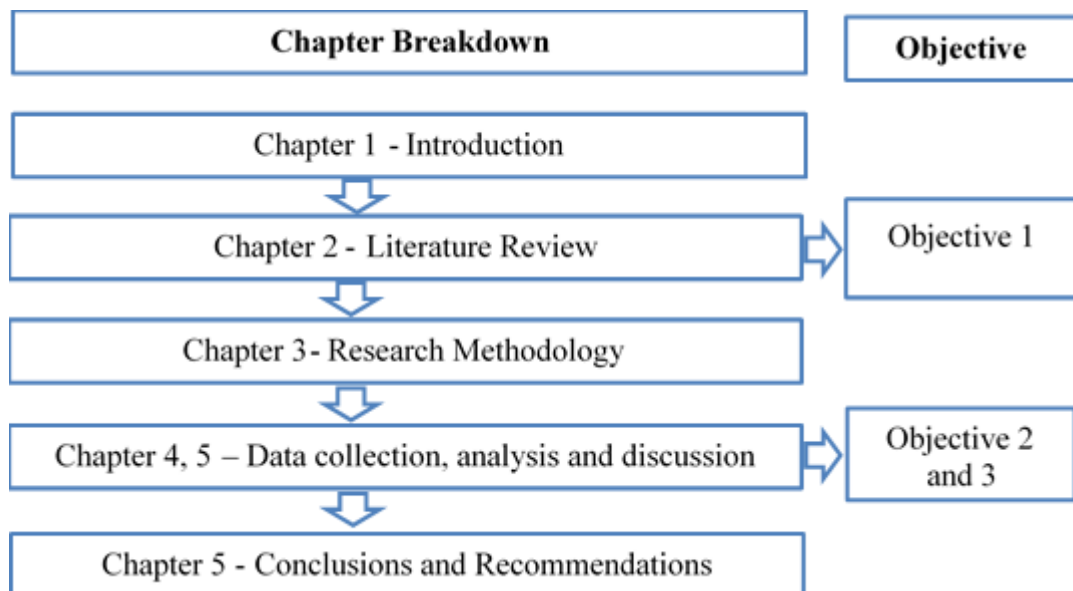 Chapter Breakdown
Objective
Chapter 1 - Introduction
Chapter 2 - Literature Review
Objective 1
Chapter 3- Research Methodology
Chapter 4, 5 – Data collection, analysis and discussion
Objective 2
and 3
Chapter 5 - Conclusions and Recommendations